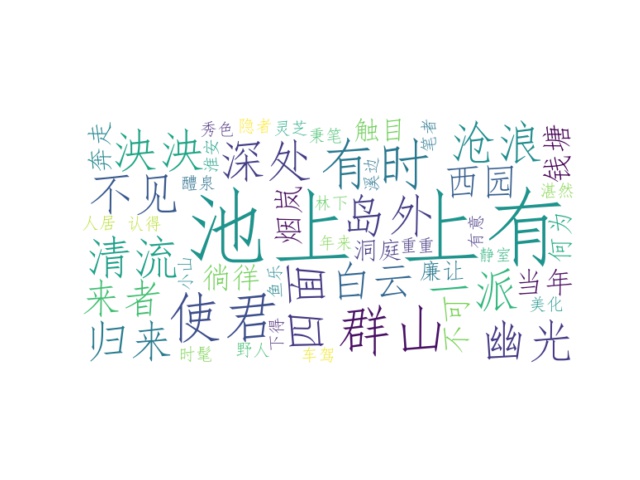 奔走
泱泱
秀色
隐者
灵芝
秉笔
触目
笔者
沧浪
钱塘
淮安
深处
有时
溪边
不见
醴泉
烟岚
林下
西园
湛然
池上
岛外
上有
人居
认得
年来
洞庭
重重
有意
何为
清流
小山
徜徉
鱼乐
四面
白云
廉让
静室
来者
使君
群山
不可
一派
当年
美化
归来
下得
幽光
时髦
野人
车驾